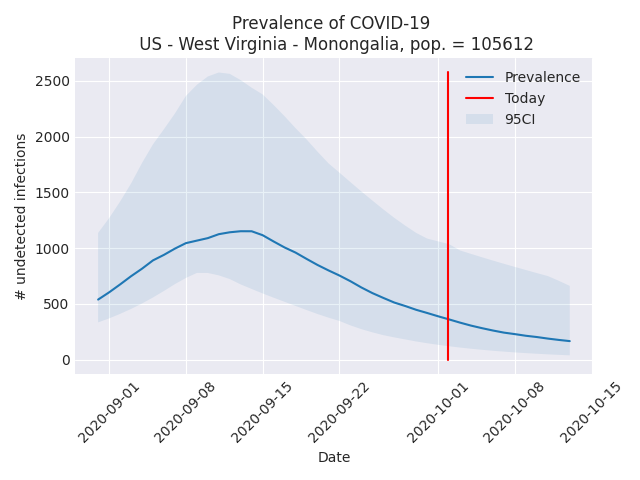 Prevalence of COVID-19
US - West Virginia - Monongalia, pop. = 105612
# undetected infections
2500
2000
1500
1000
500
0
Prevalence
Today
95CI
2020-09-01
2020-09-08
2020-09-15
2020-09-22
2020-10-01
2020-10-08
2020-10-15
Date